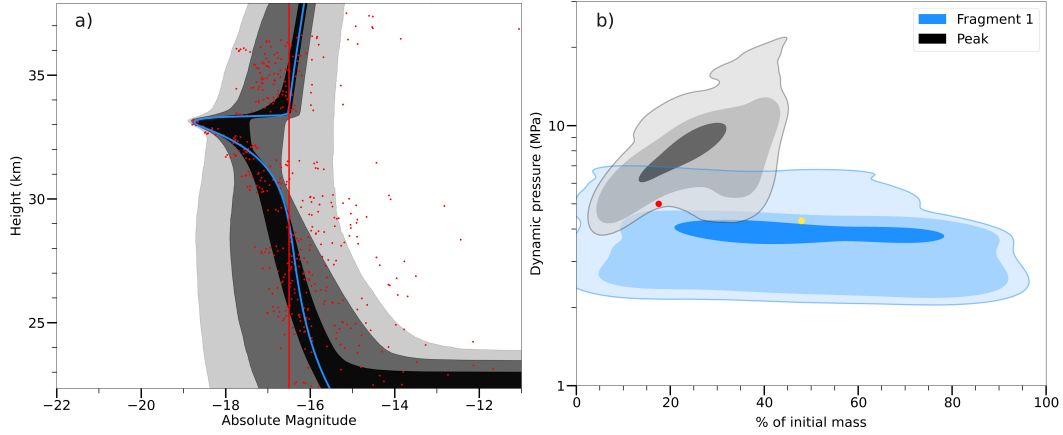 a)
35
30
25
Height (km)
−22
−20
−18
−16
−14
−12
Absolute Magnitude
b)
Fragment 1
Peak
10
1
Dynamic pressure (MPa)
0
20
40
60
80
100
% of initial mass